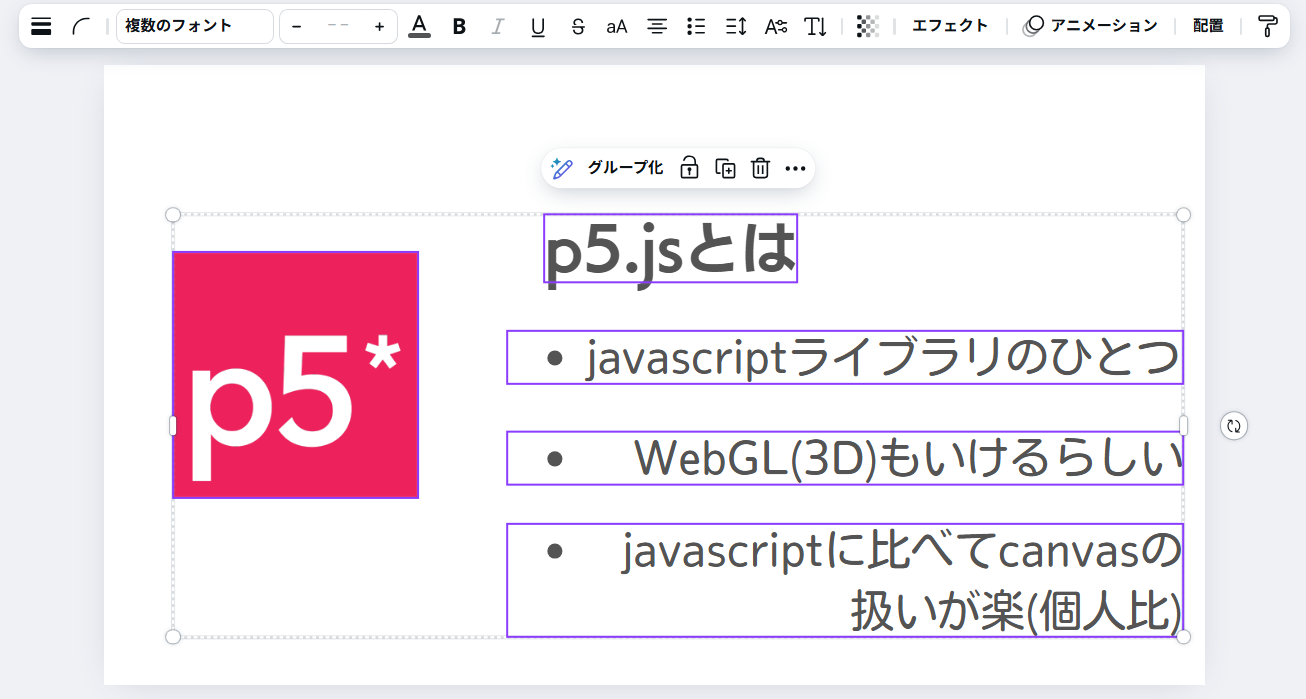 複数のフォント
− -- +
A B I U S aA
エフェクト
アニメーション
配置
グループ化
p5.jsとは
p5*
• javascriptライブラリのひとつ
• WebGL(3D)もいけるらしい
• javascriptに比べてcanvasの
扱いが楽(個人比)